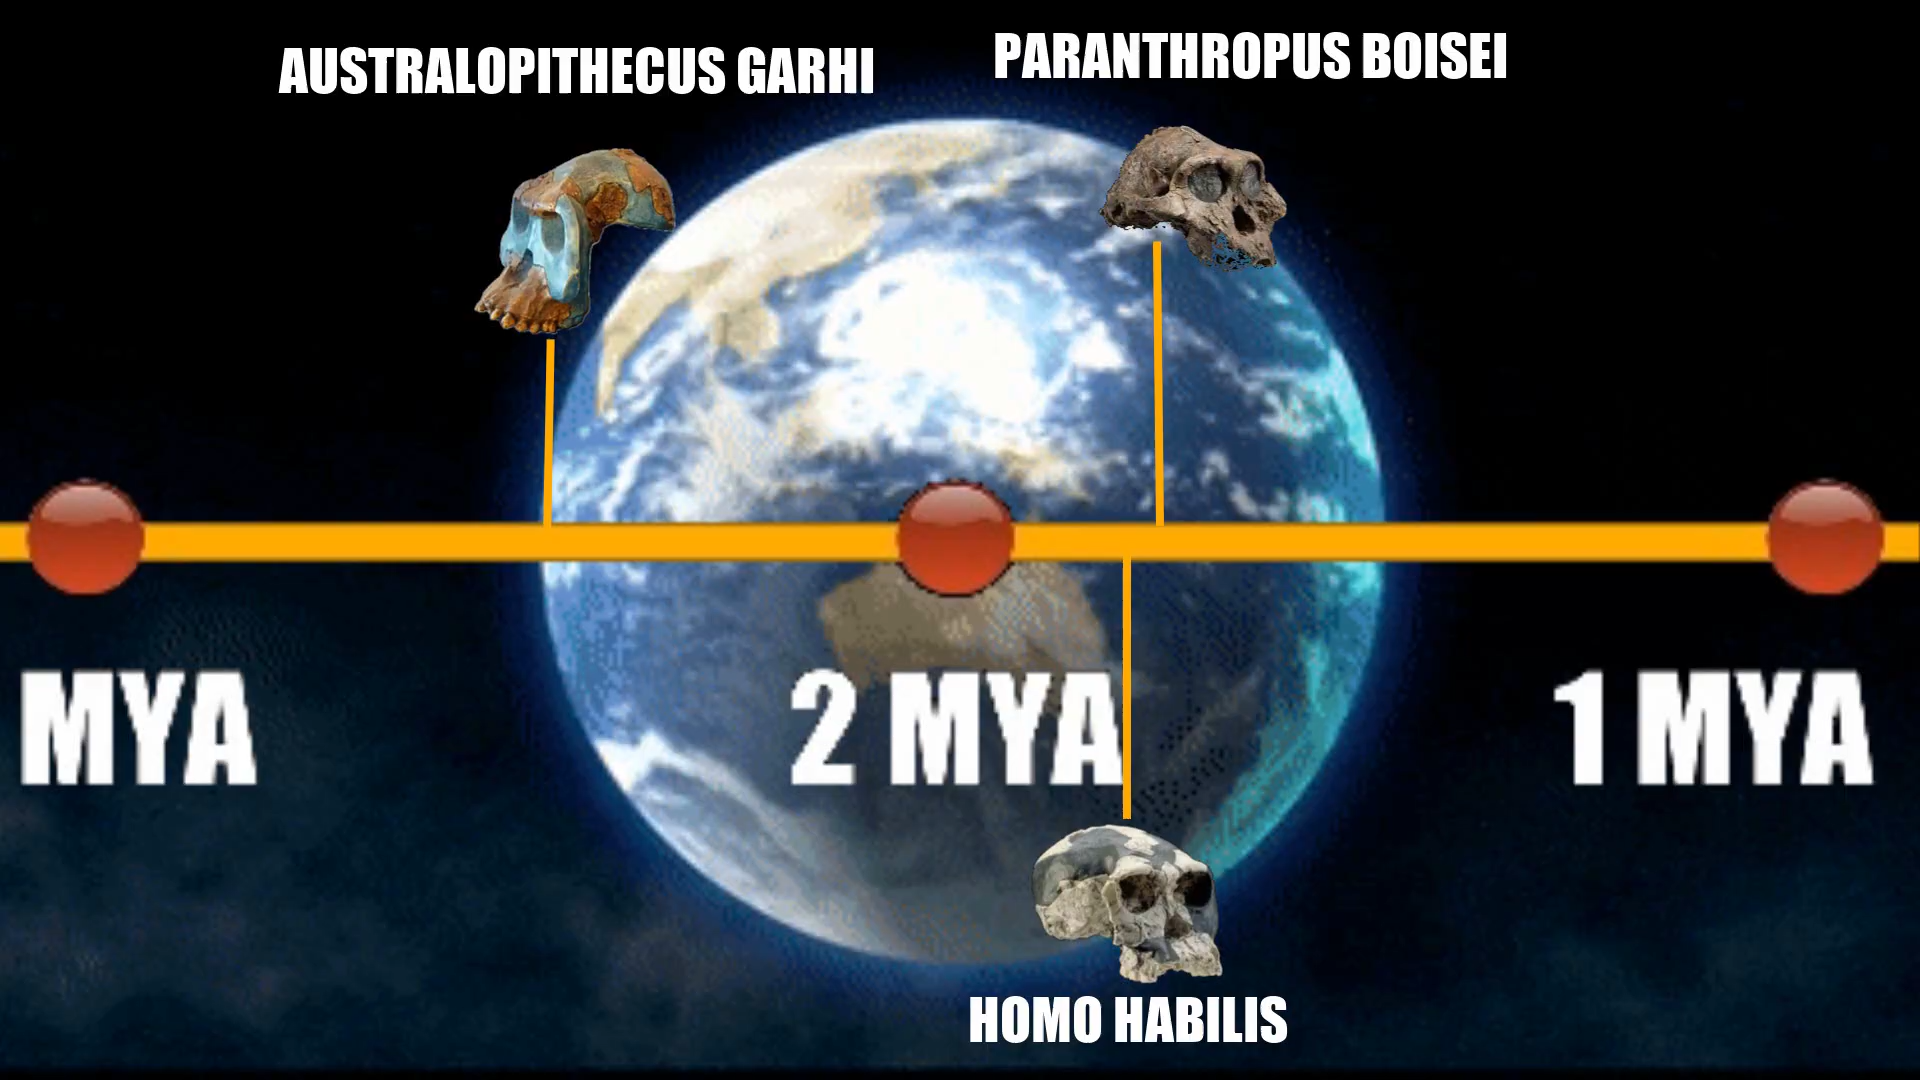 AUSTRALOPITHECUS GARHI
PARANTHROPUS BOISEI
MYA
2 MYA
1 MYA
HOMO HABILIS